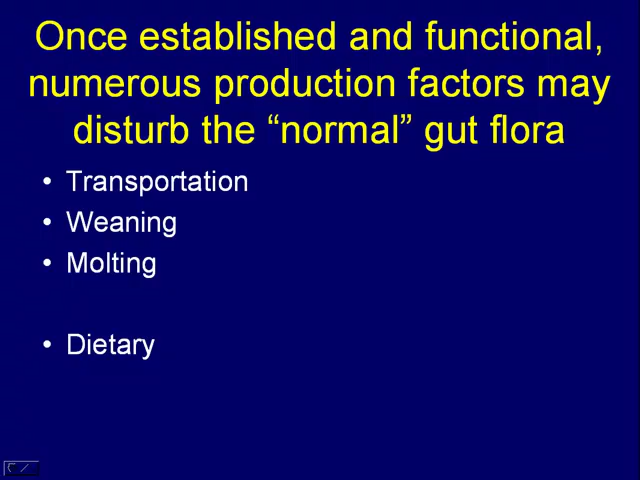 Once established and functional,
numerous production factors may
disturb the “normal” gut flora
• Transportation
• Weaning
• Molting
• Dietary